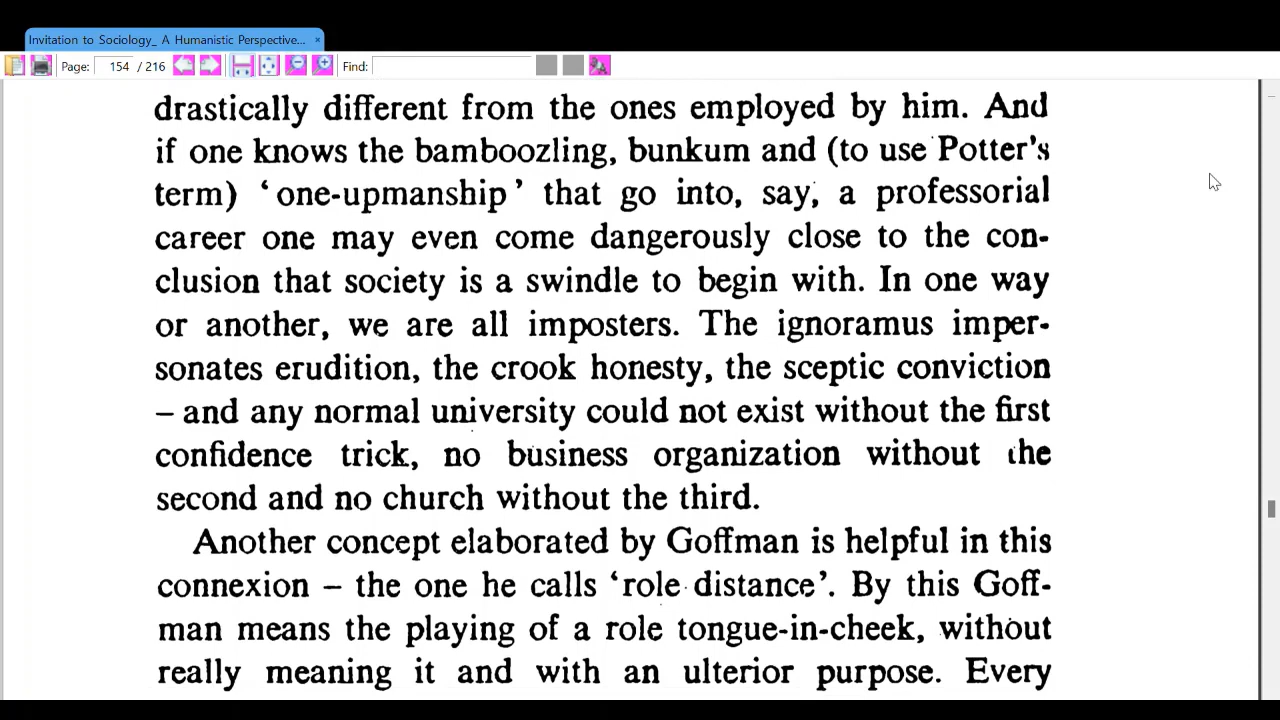 Invitation to Sociology_ A Humanistic Perspective... ×
Page: 154 / 216 Find:
drastically different from the ones employed by him. And
if one knows the bamboozling, bunkum and (to use Potter's
term) ‘one-upmanship’ that go into, say, a professorial
career one may even come dangerously close to the con-
clusion that society is a swindle to begin with. In one way
or another, we are all imposters. The ignoramus imper-
sonates erudition, the crook honesty, the sceptic conviction
– and any normal university could not exist without the first
confidence trick, no business organization without the
second and no church without the third.
Another concept elaborated by Goffman is helpful in this
connexion – the one he calls ‘role distance’. By this Goff-
man means the playing of a role tongue-in-cheek, without
really meaning it and with an ulterior purpose. Every